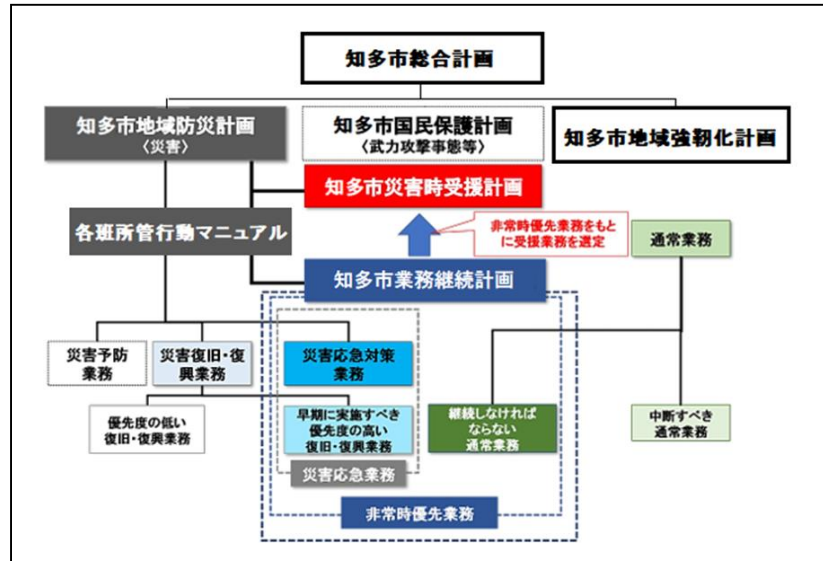 知多市総合計画
知多市地域防災計画
〈災害〉
知多市国民保護計画
〈武力攻撃事態等〉
知多市地域強靭化計画
知多市災害時受援計画
各班所管行動マニュアル
非常時優先業務をもと
に受援業務を選定
通常業務
知多市業務継続計画
災害予防
業務
災害復旧・復
興業務
災害応急対策
業務
優先度の低い
復旧・復興業務
早期に実施すべき
優先度の高い
復旧・復興業務
継続しなければ
ならない
通常業務
中断すべき
通常業務
災害応急業務
非常時優先業務